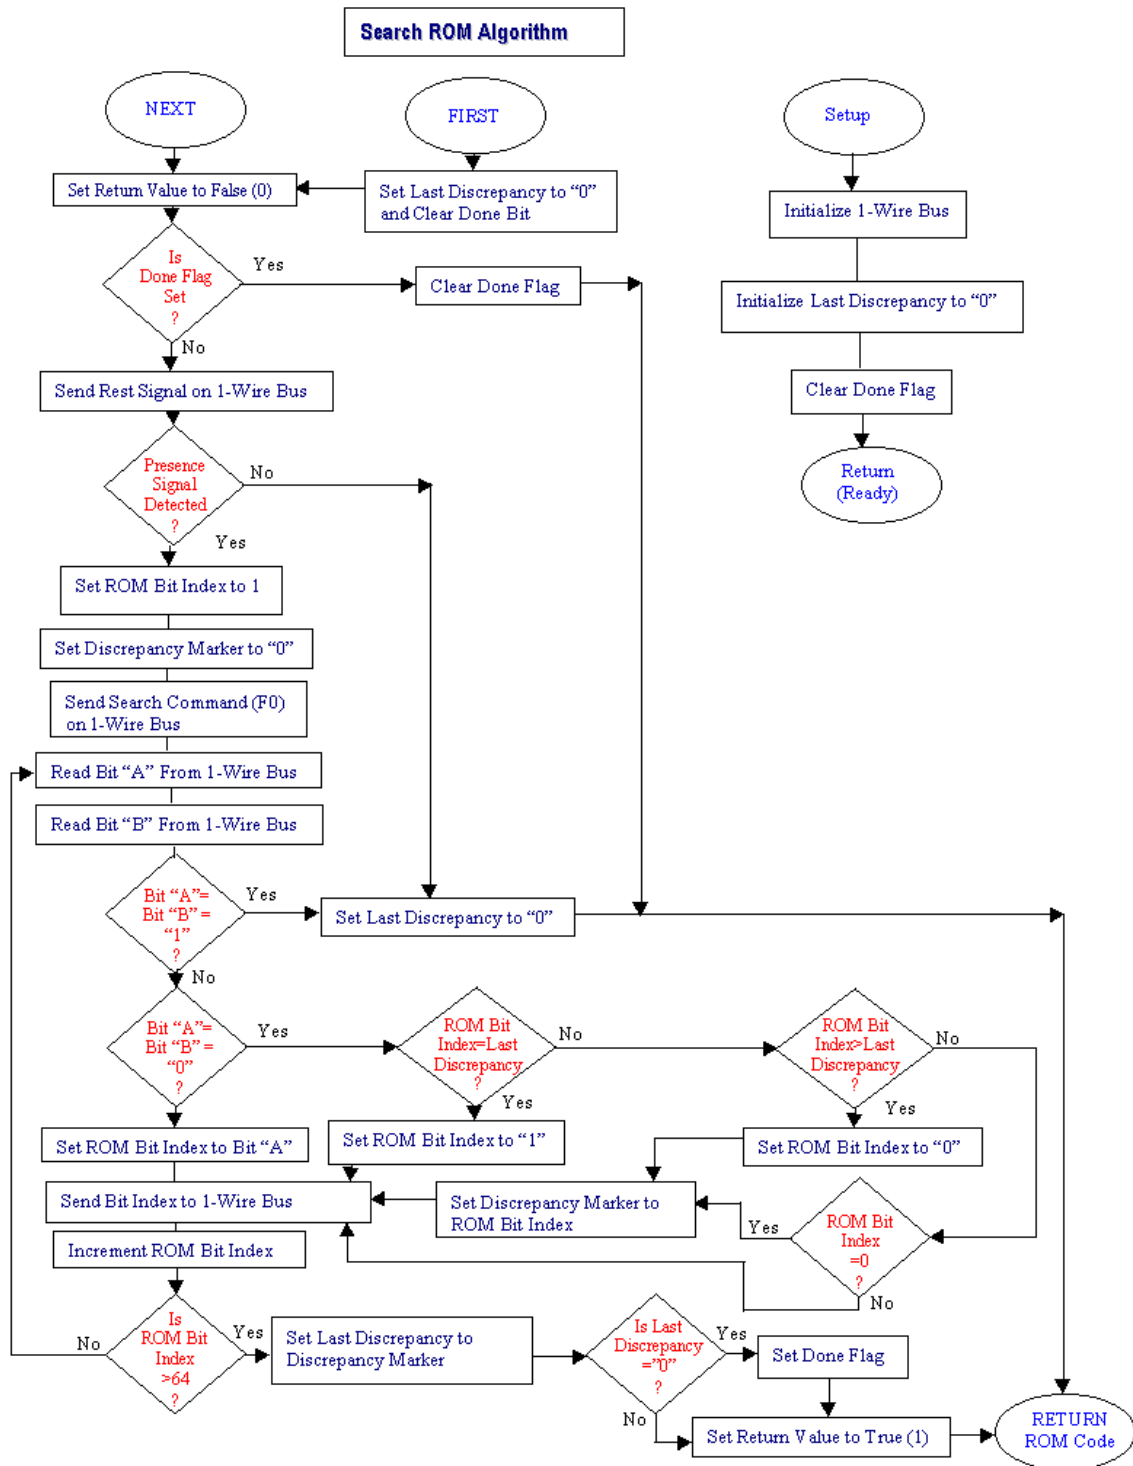 Search ROM Algorithm
NEXT
FIRST
Setup
Set Return Value to False (0)
Set Last Discrepancy to “0”
and Clear Done Bit
Initialize 1-Wire Bus
Is
Done Flag
Set
?
Yes
Clear Done Flag
Initialize Last Discrepancy to “0”
No
Send Rest Signal on 1-Wire Bus
Clear Done Flag
Presence
Signal
Detected
?
No
Return
(Ready)
Yes
Set ROM Bit Index to 1
Set Discrepancy Marker to “0”
Send Search Command (F0)
on 1-Wire Bus
Read Bit “A” From 1-Wire Bus
Read Bit “B” From 1-Wire Bus
Bit “A”=
Bit “B” =
“1”
?
Yes
Set Last Discrepancy to “0”
No
Bit “A”=
Bit “B” =
“0”
?
Yes
ROM Bit
Index=Last
Discrepancy
?
No
ROM Bit
Index>Last
Discrepancy
?
No
Yes
Yes
Set ROM Bit Index to Bit “A”
Set ROM Bit Index to “1”
Set ROM Bit Index to “0”
Send Bit Index to 1-Wire Bus
Set Discrepancy Marker to
ROM Bit Index
Yes
ROM Bit
Index
=0
?
No
Increment ROM Bit Index
Is
ROM Bit
Index
>64
?
No
Yes
Set Last Discrepancy to
Discrepancy Marker
Is Last
Discrepancy
=”0”
?
Yes
Set Done Flag
No
Set Return Value to True (1)
RETURN
ROM Code